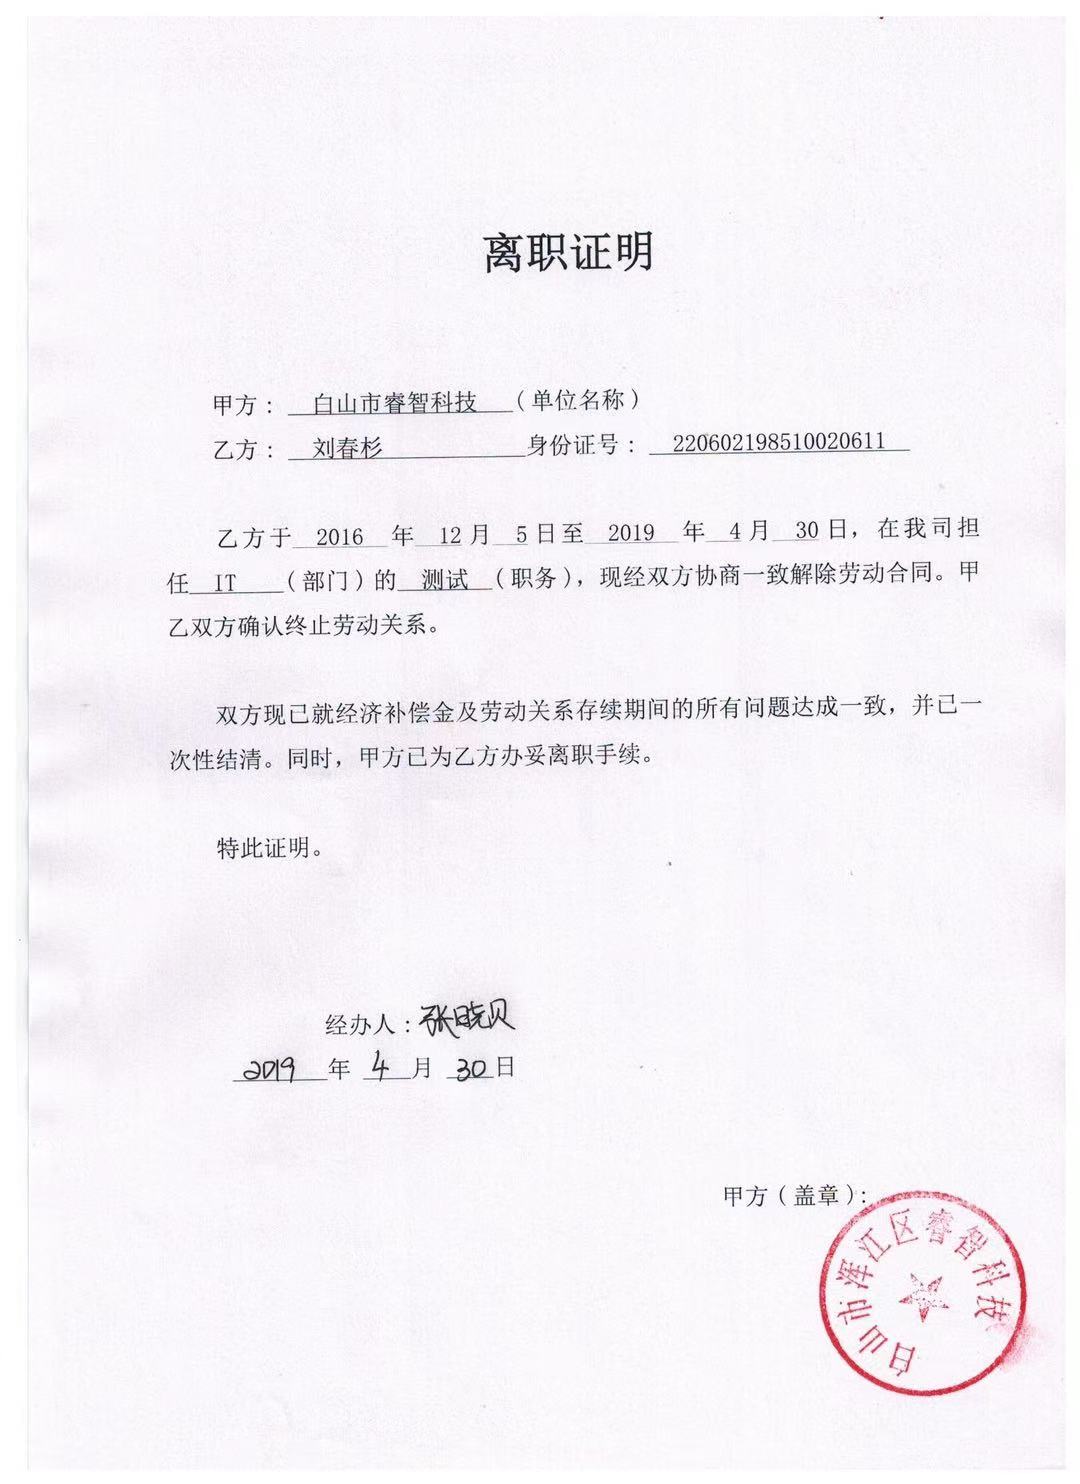 离职证明
甲方： 白山市睿智科技 （单位名称）
乙方： 刘春杉 身份证号： 220602198510020611
乙方于 2016 年 12 月 5 日至 2019 年 4 月 30 日，在我司担
任 IT （部门）的 测试 （职务），现经双方协商一致解除劳动合同。甲
乙双方确认终止劳动关系。
双方现已就经济补偿金及劳动关系存续期间的所有问题达成一致，并已一
次性结清。同时，甲方已为乙方办妥离职手续。
特此证明。
经办人：张晓贝
2019 年 4 月 30 日
甲方（盖章）：
白山市浑江区睿智科技